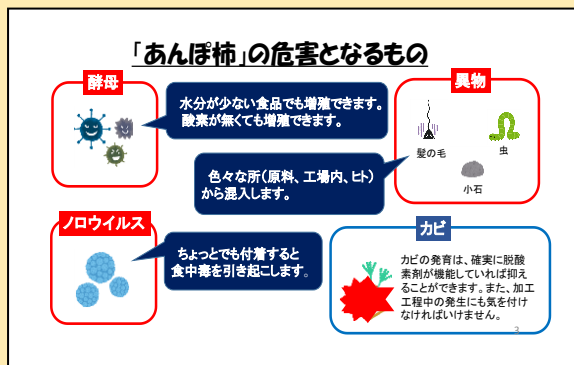 「あんぽ柿」の危害となるもの
酵母
水分が少ない食品でも増殖できます。
酸素が無くても増殖できます。
異物
髪の毛
虫
小石
色々な所(原料、工場内、ヒト)
から混入します。
ノロウイルス
ちょっとでも付着すると
食中毒を引き起こします。
カビ
カビの発育は、確実に脱酸
素剤が機能していれば抑え
ることができます。また、加工
工程中の発生にも気を付け
なければいけません。
3